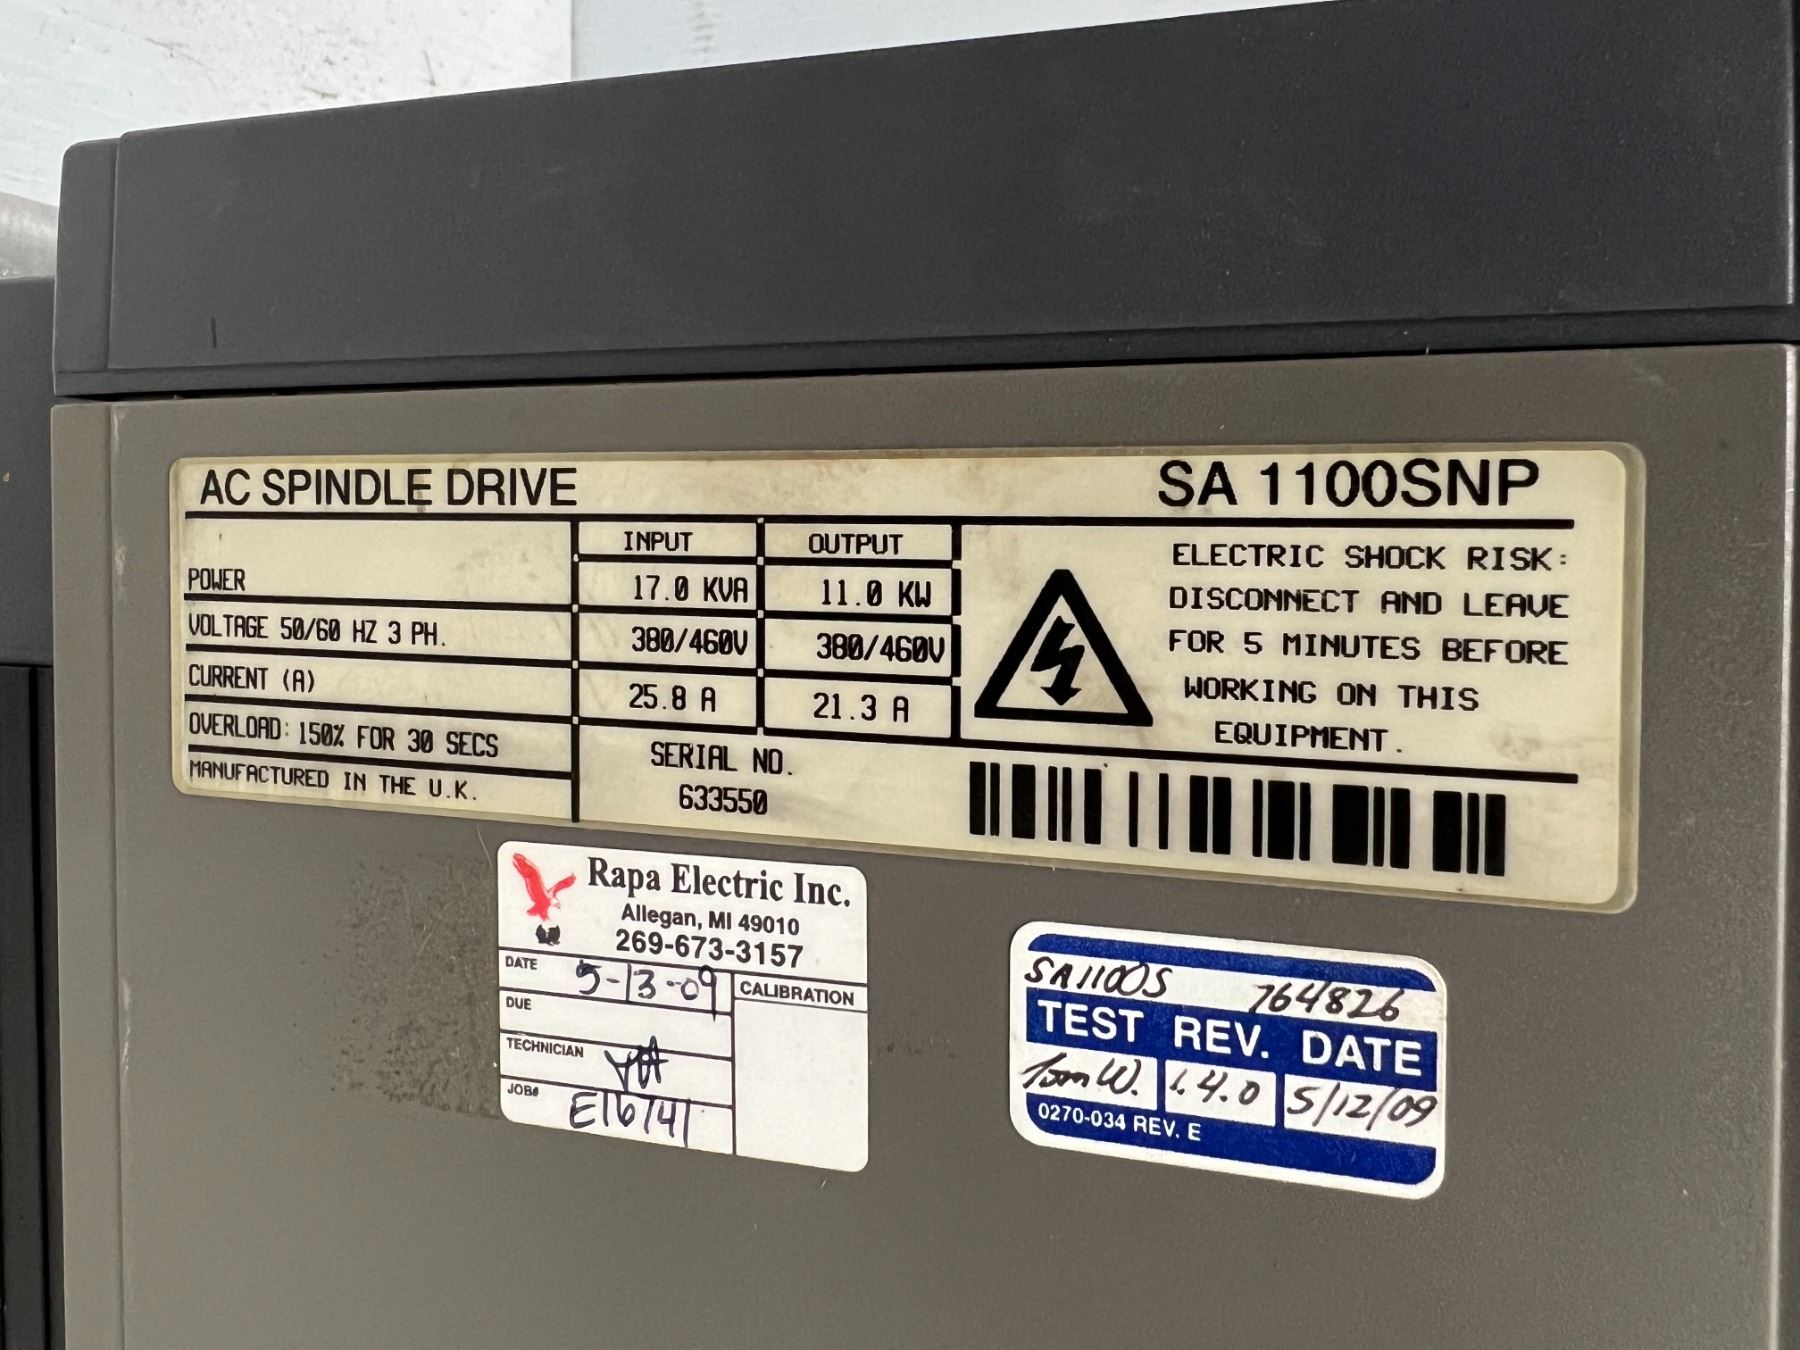 AC SPINDLE DRIVE SA 1100SNP
INPUT OUTPUT
POWER 17.0 KVA 11.0 KW
VOLTAGE 50/60 HZ 3 PH. 380/460V 380/460V
CURRENT (A) 25.8 A 21.3 A
OVERLOAD: 150% FOR 30 SECS
MANUFACTURED IN THE U.K.
SERIAL NO.
633550
ELECTRIC SHOCK RISK:
DISCONNECT AND LEAVE
FOR 5 MINUTES BEFORE
WORKING ON THIS
EQUIPMENT.
Rapa Electric Inc.
Allegan, MI 49010
269-673-3157
DATE 5-13-09
CALIBRATION
DUE
TECHNICIAN
JOB# E16141
SA1100S 764826
TEST REV. DATE
Tom W. 1.4.0 5/12/09
0270-034 REV. E